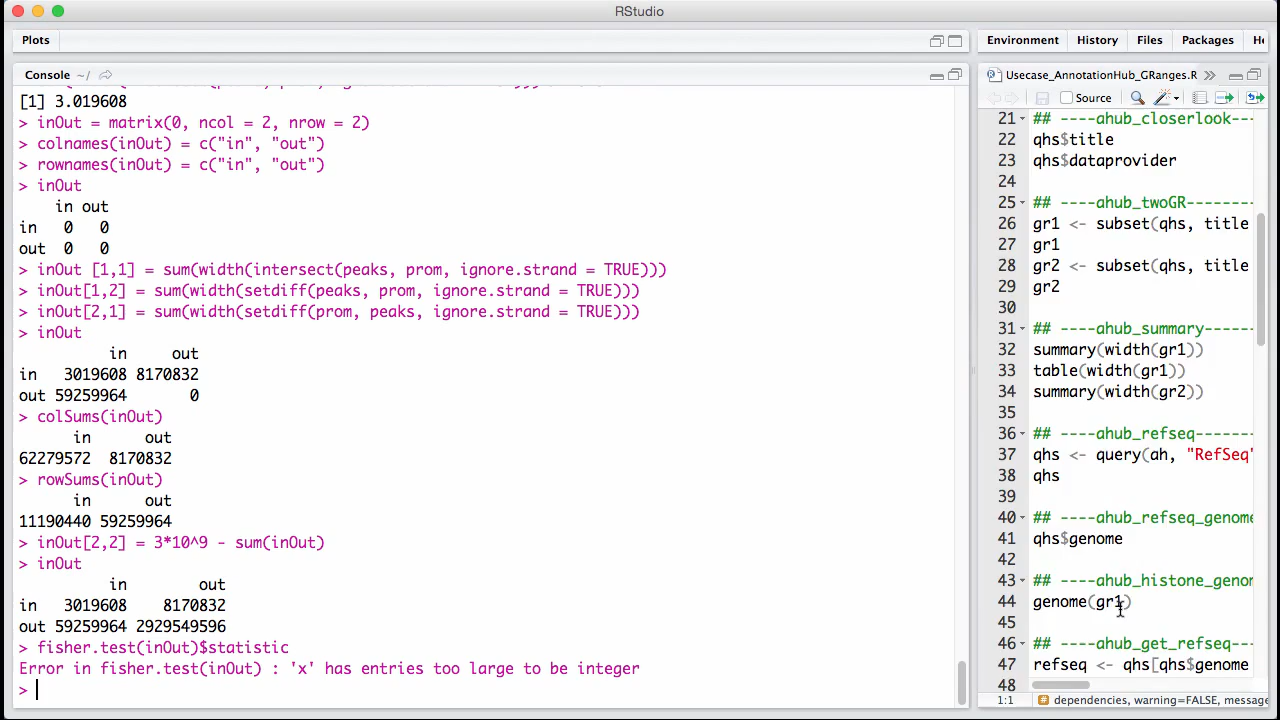 RStudio
Plots
Console ~/
[1] 3.019608
> inOut = matrix(0, ncol = 2, nrow = 2)
> colnames(inOut) = c("in", "out")
> rownames(inOut) = c("in", "out")
> inOut
in out
in 0 0
out 0 0
> inOut [1,1] = sum(width(intersect(peaks, prom, ignore.strand = TRUE)))
> inOut[1,2] = sum(width(setdiff(peaks, prom, ignore.strand = TRUE)))
> inOut[2,1] = sum(width(setdiff(prom, peaks, ignore.strand = TRUE)))
> inOut
in out
in 3019608 8170832
out 59259964 0
> colSums(inOut)
in out
62279572 8170832
> rowSums(inOut)
in out
11190440 59259964
> inOut[2,2] = 3*10^9 - sum(inOut)
> inOut
in out
in 3019608 8170832
out 59259964 2929549596
> fisher.test(inOut)$statistic
Error in fisher.test(inOut) : 'x' has entries too large to be integer
>
Environment History Files Packages He
Usecase_AnnotationHub_GRanges.R
Source
21 ## ----ahub_closerlook---
22 qhs$title
23 qhs$dataprovider
24
25 ## ----ahub_twoGR--------
26 gr1 <- subset(qhs, title
27 gr1
28 gr2 <- subset(qhs, title
29 gr2
30
31 ## ----ahub_summary------
32 summary(width(gr1))
33 table(width(gr1))
34 summary(width(gr2))
35
36 ## ----ahub_refseq-------
37 qhs <- query(ah, "RefSeq"
38 qhs
39
40 ## ----ahub_refseq_genome
41 qhs$genome
42
43 ## ----ahub_histone_genom
44 genome(gr1)
45
46 ## ----ahub_get_refseq---
47 refseq <- qhs[qhs$genome
48
1:1 # dependencies, warning=FALSE, message